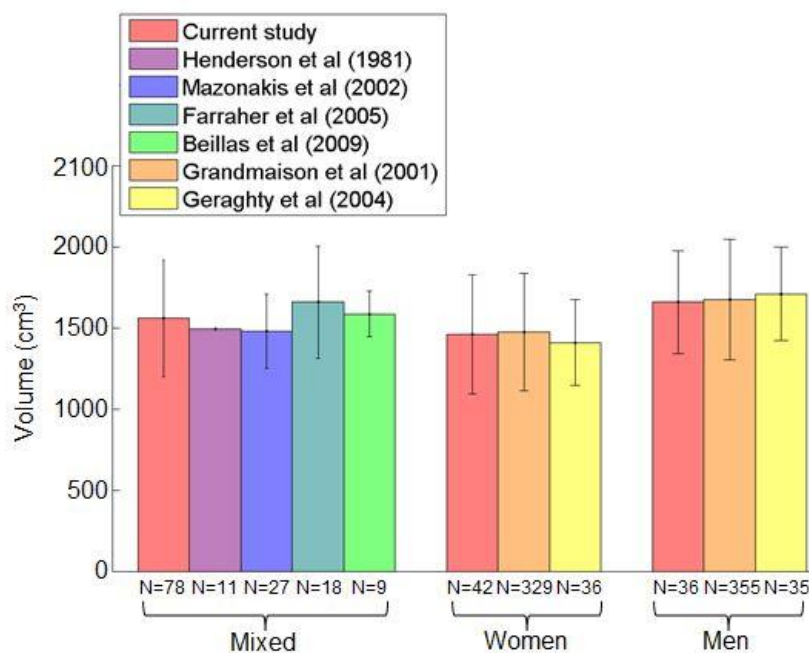 Current study
Henderson et al (1981)
Mazonakis et al (2002)
Farraher et al (2005)
Beillas et al (2009)
Grandmaison et al (2001)
Geraghty et al (2004)
2100
2000
1500
1000
500
0
Volume (cm³)
N=78 N=11 N=27 N=18 N=9 N=42 N=329 N=36 N=36 N=355 N=35
Mixed Women Men